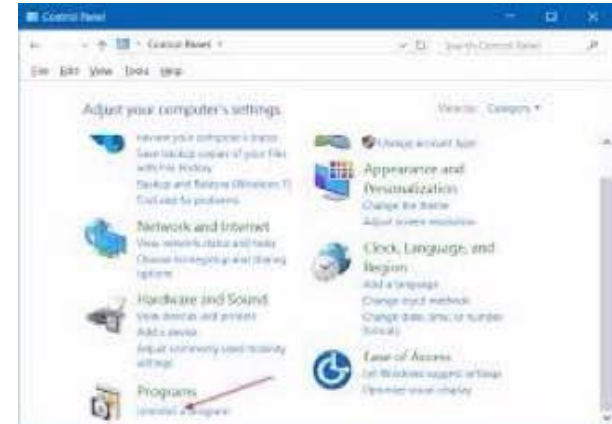 Control Panel
Control Panel
Search Control Panel
File Edit View Tools Help
Adjust your computer's settings
View by: Category
Review your computer's status
Save backup copies of your files
with File History
Backup and Restore (Windows 7)
Find and fix problems
Network and Internet
View network status and tasks
Choose homegroup and sharing
options
Hardware and Sound
View devices and printers
Add a device
Adjust commonly used mobility
settings
Programs
Uninstall a program
Change account type
Appearance and
Personalization
Change the theme
Adjust screen resolution
Clock, Language, and
Region
Add a language
Change input methods
Change date, time, or number
formats
Ease of Access
Let Windows suggest settings
Optimize visual display